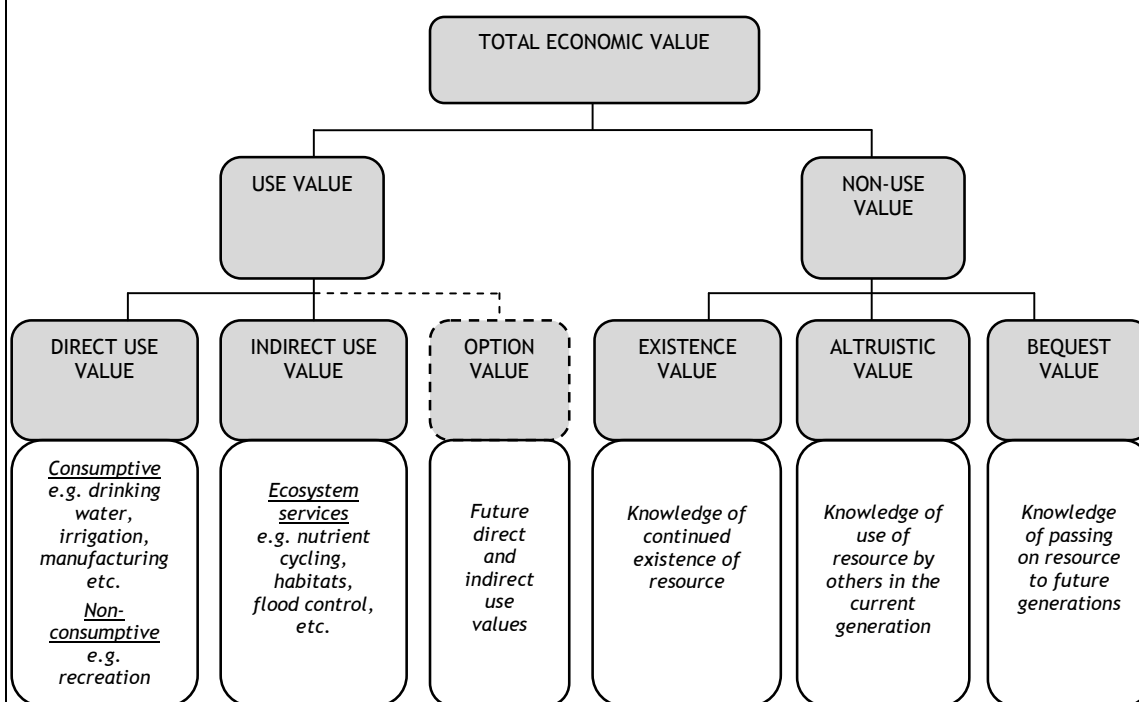 TOTAL ECONOMIC VALUE
USE VALUE
NON-USE
VALUE
DIRECT USE
VALUE
INDIRECT USE
VALUE
OPTION
VALUE
EXISTENCE
VALUE
ALTRUISTIC
VALUE
BEQUEST
VALUE
Consumptive
e.g. drinking
water,
irrigation,
manufacturing
etc.
Non-
consumptive
e.g.
recreation
Ecosystem
services
e.g. nutrient
cycling,
habitats,
flood control,
etc.
Future
direct
and
indirect
use
values
Knowledge of
continued
existence of
resource
Knowledge of
use of
resource by
others in the
current
generation
Knowledge
of passing
on resource
to future
generations